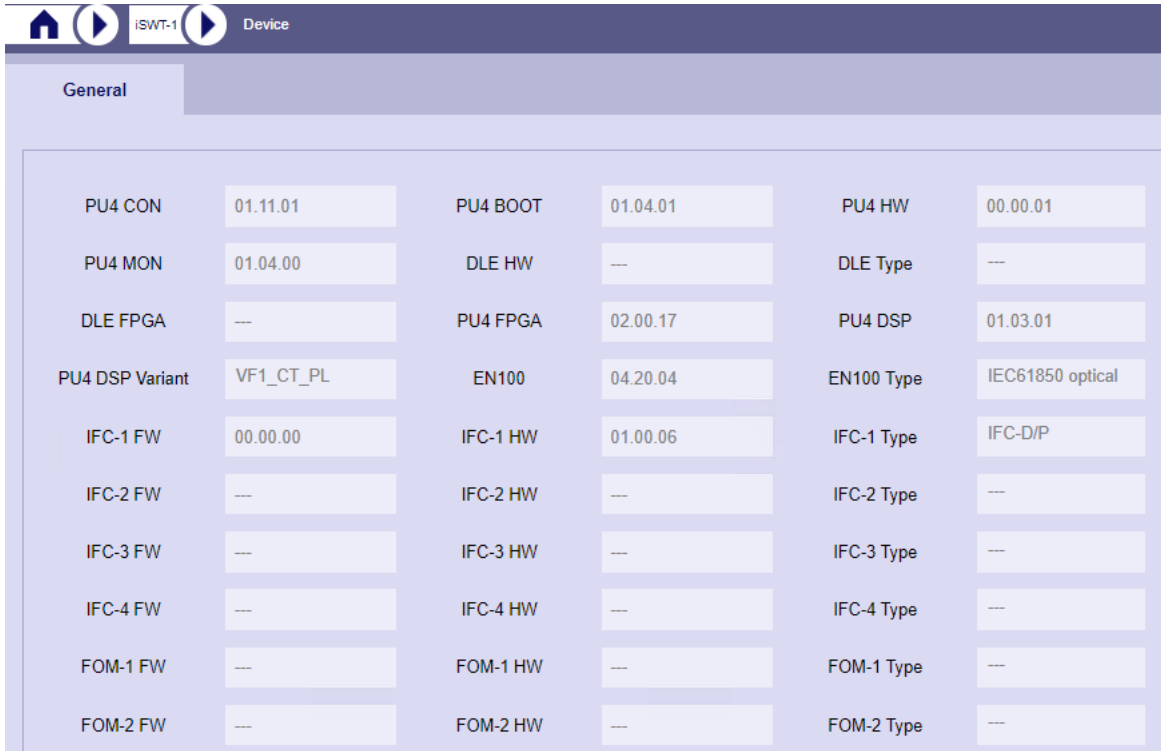 iSWT-1 Device
General
PU4 CON 01.11.01 PU4 BOOT 01.04.01 PU4 HW 00.00.01
PU4 MON 01.04.00 DLE HW --- DLE Type ---
DLE FPGA --- PU4 FPGA 02.00.17 PU4 DSP 01.03.01
PU4 DSP Variant VF1_CT_PL EN100 04.20.04 EN100 Type IEC61850 optical
IFC-1 FW 00.00.00 IFC-1 HW 01.00.06 IFC-1 Type IFC-D/P
IFC-2 FW --- IFC-2 HW --- IFC-2 Type ---
IFC-3 FW --- IFC-3 HW --- IFC-3 Type ---
IFC-4 FW --- IFC-4 HW --- IFC-4 Type ---
FOM-1 FW --- FOM-1 HW --- FOM-1 Type ---
FOM-2 FW --- FOM-2 HW --- FOM-2 Type ---